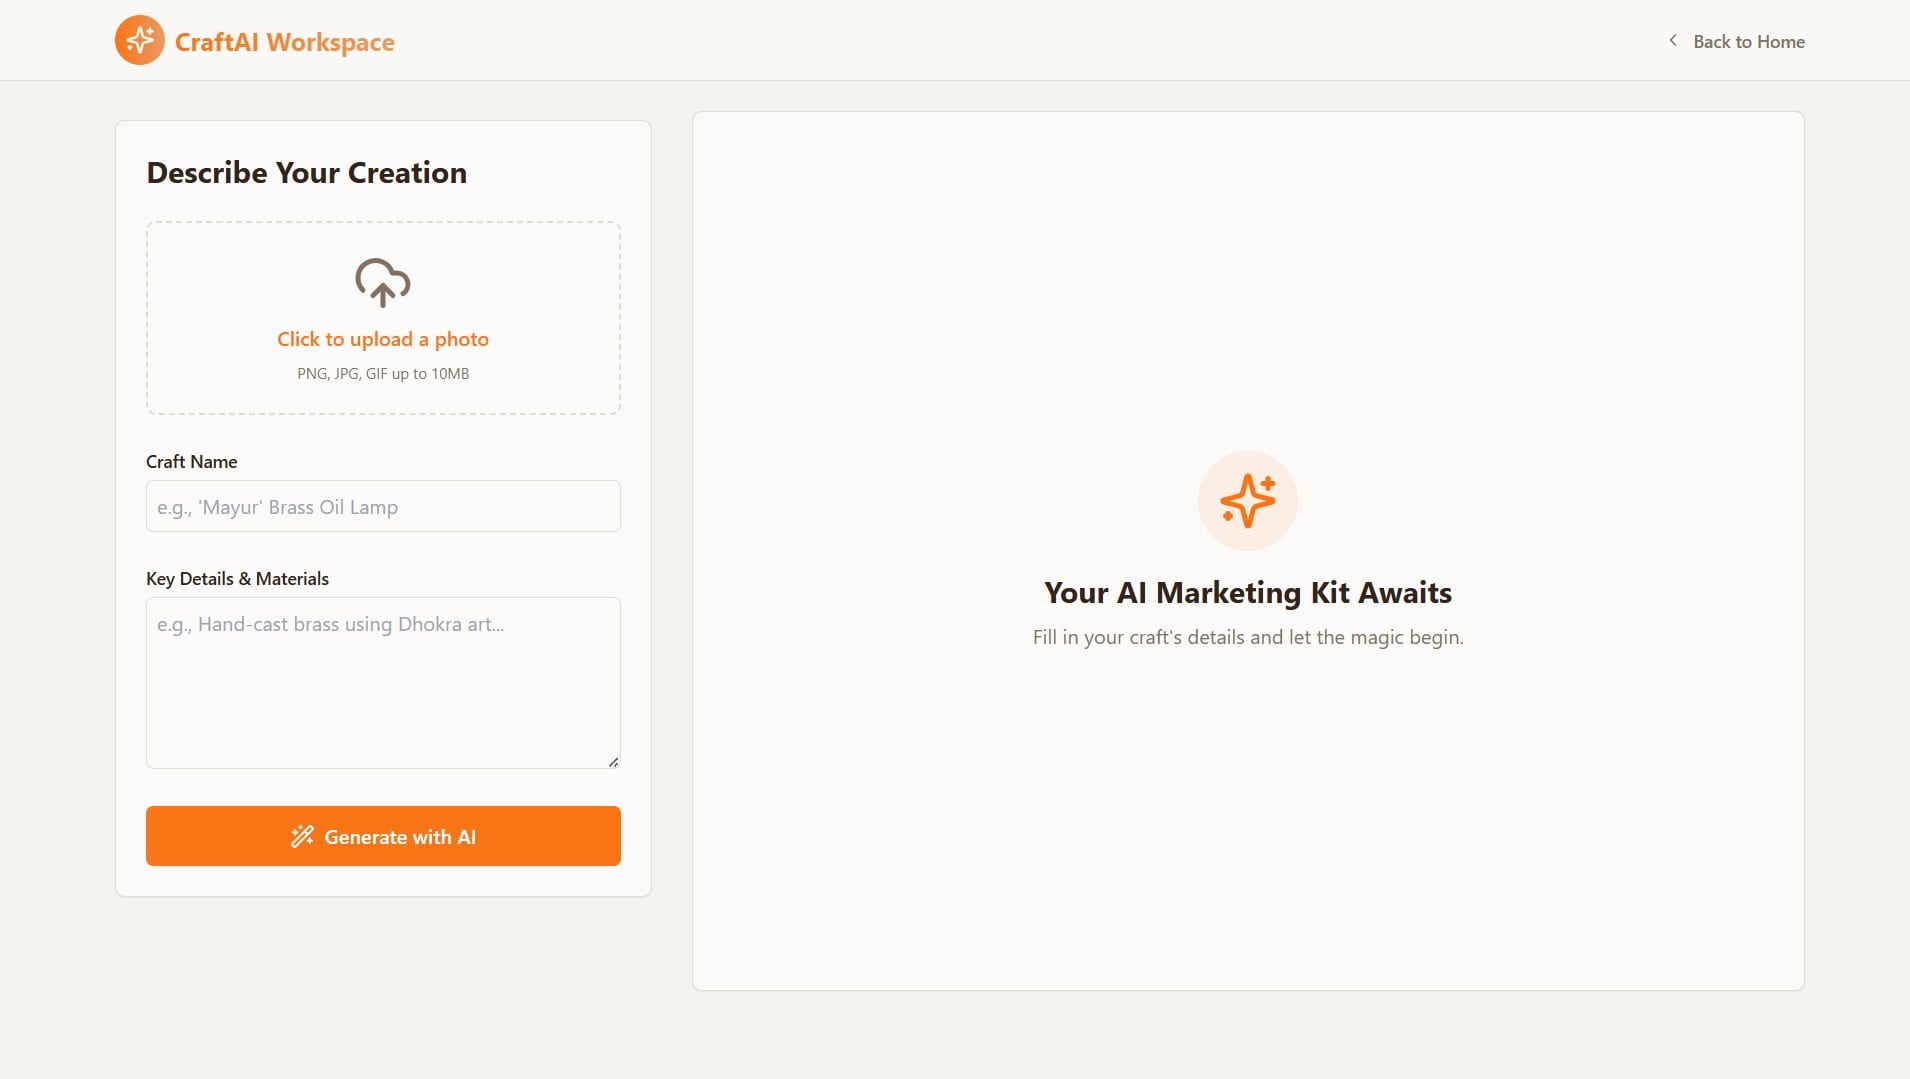 CraftAI Workspace
Back to Home
Describe Your Creation
Click to upload a photo
PNG, JPG, GIF up to 10MB
Craft Name
e.g., 'Mayur' Brass Oil Lamp
Key Details & Materials
e.g., Hand-cast brass using Dhokra art...
Generate with AI
Your AI Marketing Kit Awaits
Fill in your craft's details and let the magic begin.